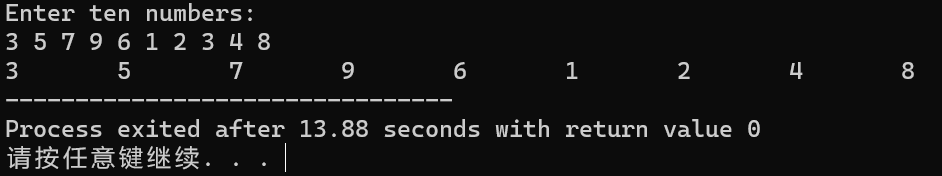 Enter ten numbers:
3 5 7 9 6 1 2 3 4 8
3       5       7       9       6       1       2       4       8
--------------------------------
Process exited after 13.88 seconds with return value 0
请按任意键继续. . .